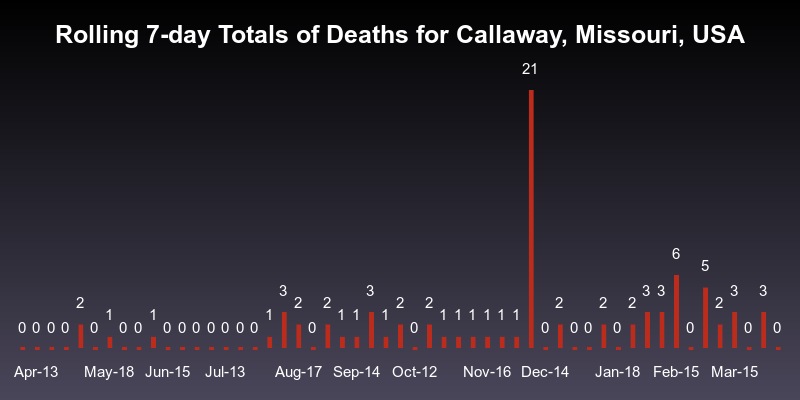 Rolling 7-day Totals of Deaths for Callaway, Missouri, USA
0 0 0 0 2 0 1 0 0 1 0 0 0 0 0 0 0 1 3 2 0 2 1 1 3 1 2 0 2 1 1 1 1 1 1 21 0 2 0 0 2 0 2 3 3 6 0 5 2 3 0 3 0
Apr-13 May-18 Jun-15 Jul-13 Aug-17 Sep-14 Oct-12 Nov-16 Dec-14 Jan-18 Feb-15 Mar-15